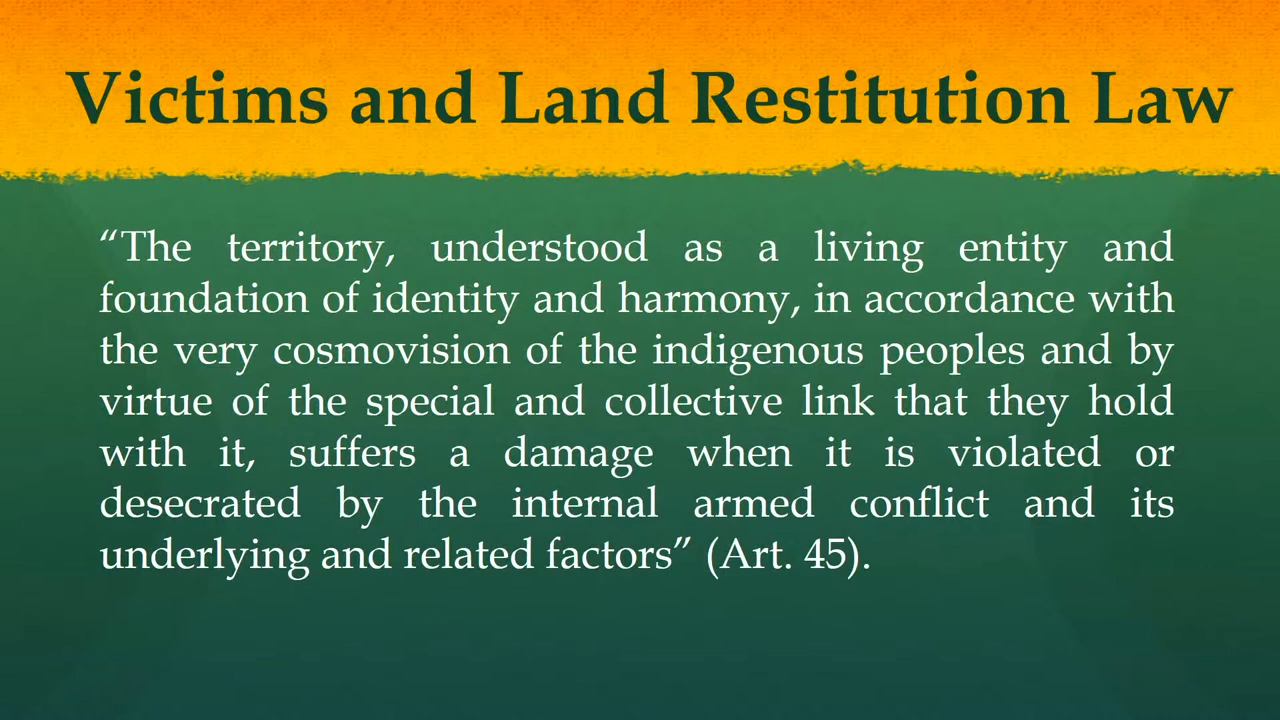 Victims and Land Restitution Law
“The territory, understood as a living entity and
foundation of identity and harmony, in accordance with
the very cosmovision of the indigenous peoples and by
virtue of the special and collective link that they hold
with it, suffers a damage when it is violated or
desecrated by the internal armed conflict and its
underlying and related factors” (Art. 45).